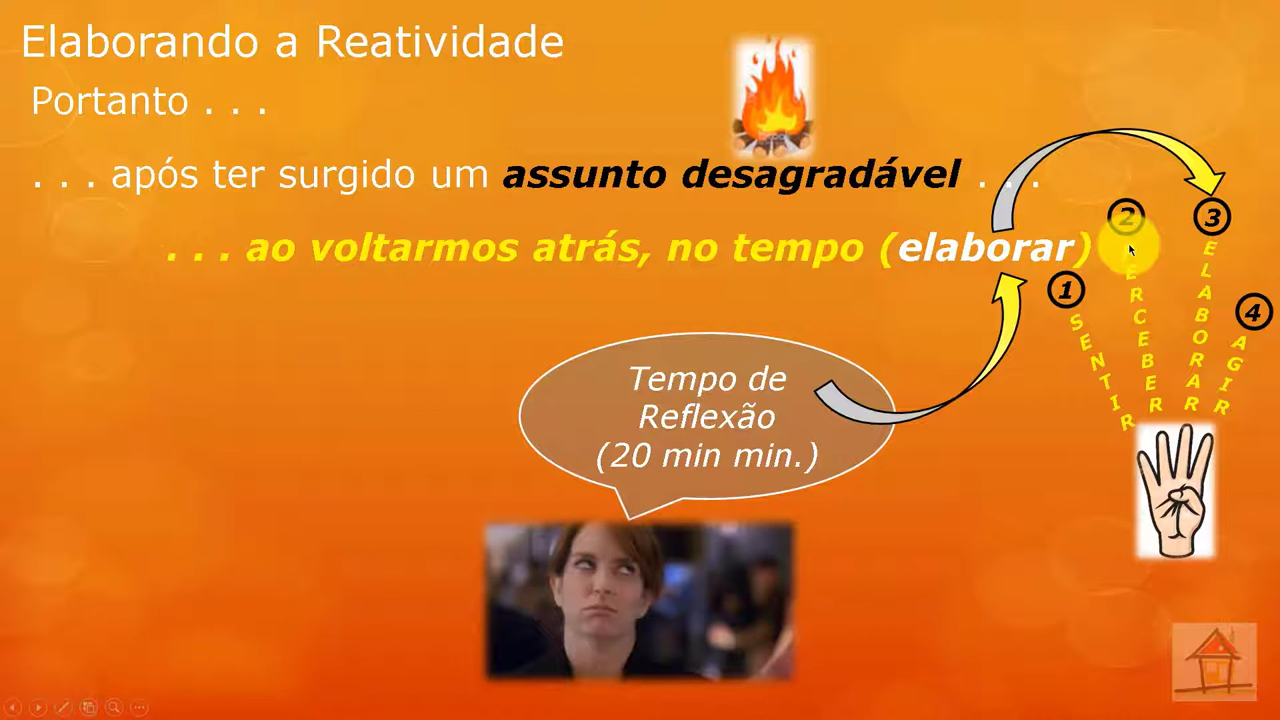 Elaborando a Reatividade
Portanto . . .
. . . após ter surgido um assunto desagradável . . .
. . . ao voltarmos atrás, no tempo (elaborar)
2
3
1
4
SENTIR
ERCEBER
ELABORAR
AGIR
Tempo de
Reflexão
(20 min min.)